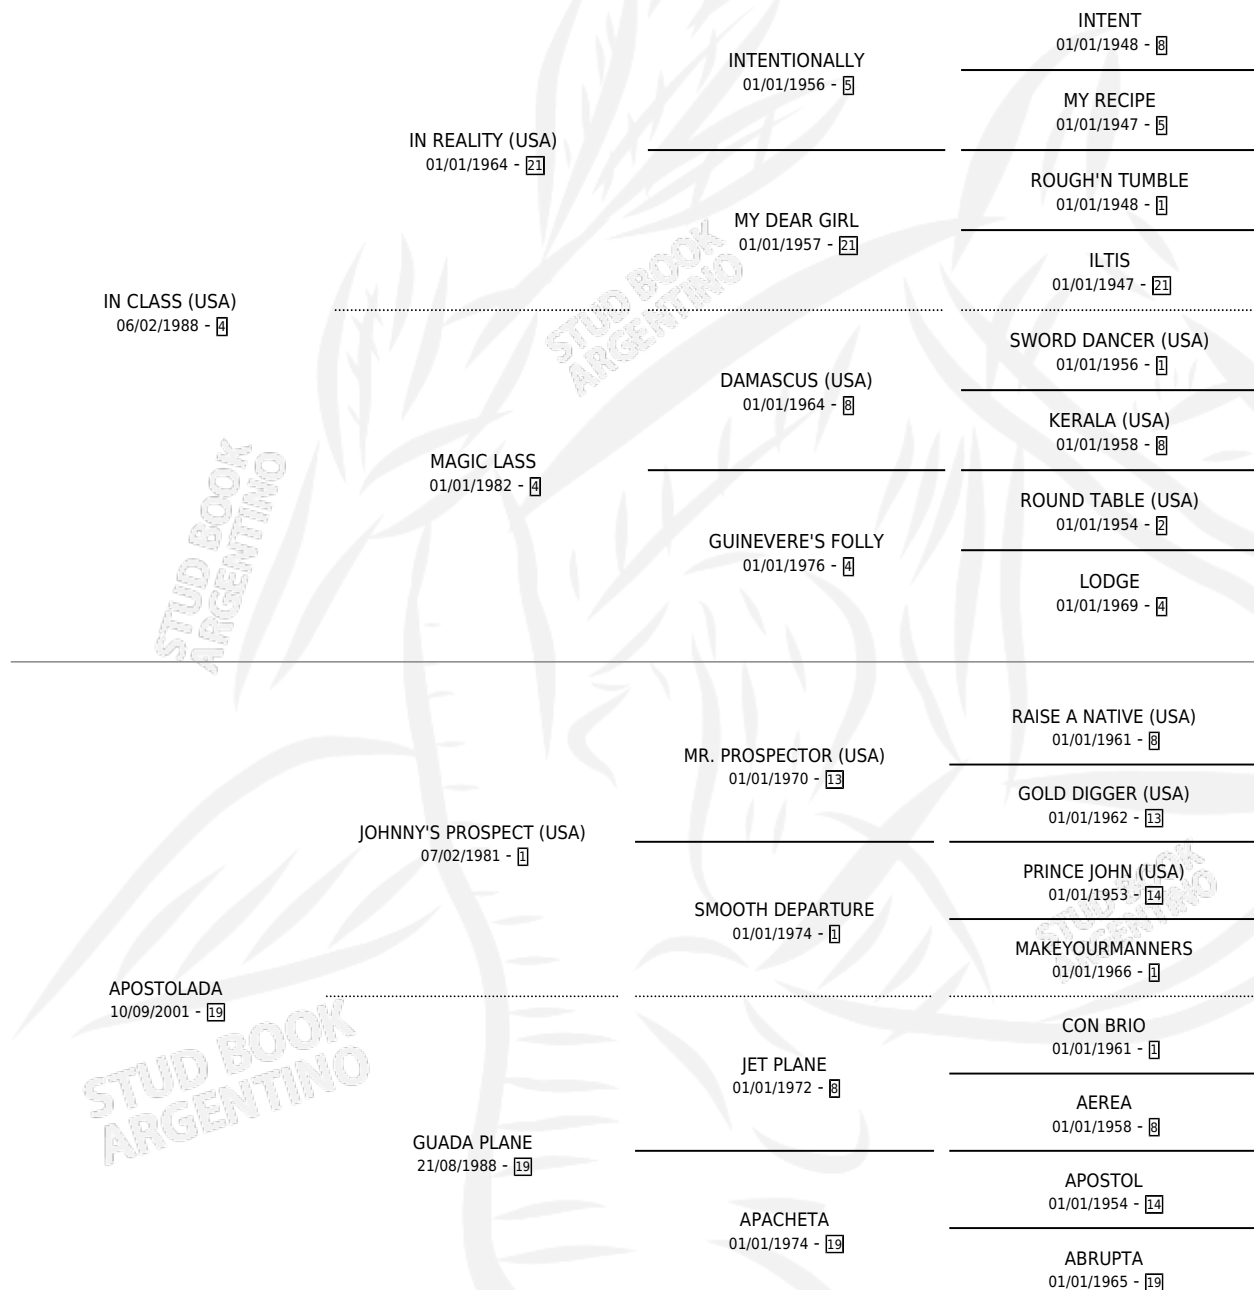 INTENT
01/01/1948 - 8
INTENTIONALLY
01/01/1956 - 5
MY RECIPE
01/01/1947 - 5
IN REALITY (USA)
01/01/1964 - 21
ROUGH'N TUMBLE
01/01/1948 - 1
MY DEAR GIRL
01/01/1957 - 21
ILTIS
01/01/1947 - 21
IN CLASS (USA)
06/02/1988 - 4
SWORD DANCER (USA)
01/01/1956 - 1
DAMASCUS (USA)
01/01/1964 - 8
KERALA (USA)
01/01/1958 - 8
MAGIC LASS
01/01/1982 - 4
ROUND TABLE (USA)
01/01/1954 - 2
GUINEVERE'S FOLLY
01/01/1976 - 4
LODGE
01/01/1969 - 4
RAISE A NATIVE (USA)
01/01/1961 - 8
MR. PROSPECTOR (USA)
01/01/1970 - 13
GOLD DIGGER (USA)
01/01/1962 - 13
JOHNNY'S PROSPECT (USA)
07/02/1981 - 1
PRINCE JOHN (USA)
01/01/1953 - 14
SMOOTH DEPARTURE
01/01/1974 - 1
MAKEYOURMANNERS
01/01/1966 - 1
APOSTOLADA
10/09/2001 - 19
CON BRIO
01/01/1961 - 1
JET PLANE
01/01/1972 - 8
AEREA
01/01/1958 - 8
GUADA PLANE
21/08/1988 - 19
APOSTOL
01/01/1954 - 14
APACHETA
01/01/1974 - 19
ABRUPTA
01/01/1965 - 19
STUD BOOK
ARGENTINO
STUD BOOK
ARGENTINO
STUD BOOK
ARGENTINO
STUD BOOK
ARGENTINO